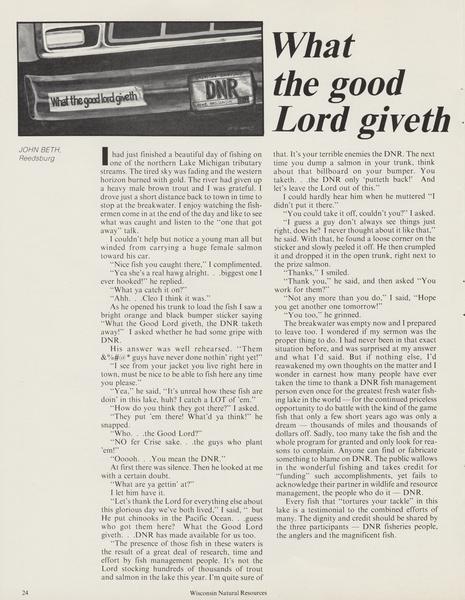 What the good lord giveth
DNR
What
the good
Lord giveth
JOHN BETH,
Reedsburg
I had just finished a beautiful day of fishing on
one of the northern Lake Michigan tributary
streams. The tired sky was fading and the western
horizon burned with gold. The river had given up
a heavy male brown trout and I was grateful. I
drove just a short distance back to town in time to
stop at the breakwater. I enjoy watching the fish-
ermen come in at the end of the day and like to see
what was caught and listen to the "one that got
away" talk.
I couldn't help but notice a young man all but
winded from carrying a huge female salmon
toward his car.
"Nice fish you caught there," I complimented.
"Yea she's a real hawg alright. . .biggest one I
ever hooked!" he replied.
"What ya catch it on?"
"Ahh. . .Cleo I think it was."
As he opened his trunk to load the fish I saw a
bright orange and black bumper sticker saying
"What the Good Lord giveth, the DNR taketh
away!" I asked whether he had some gripe with
DNR.
His answer was well rehearsed. "Them
&%#@* guys have never done nothin' right yet!"
"I see from your jacket you live right here in
town, must be nice to be able to fish here any time
you please."
"Yea," he said, "It's unreal how these fish are
doin' in this lake, huh? I catch a LOT of 'em."
"How do you think they got there?" I asked.
"They put 'em there! What'd ya think!" he
snapped.
"Who. . .the Good Lord?"
"NO fer Crise sake. . .the guys who plant
'em!"
"Ooooh. . .You mean the DNR."
At first there was silence. Then he looked at me
with a certain doubt.
"What are ya gettin' at?"
I let him have it.
"Let's thank the Lord for everything else about
this glorious day we've both lived," I said, " but
He put chinooks in the Pacific Ocean. . .guess
who got them here? What the Good Lord
giveth. . .DNR has made available for us too.
"The presence of those fish in these waters is
the result of a great deal of research, time and
effort by fish management people. It's not the
Lord stocking hundreds of thousands of trout
and salmon in the lake this year. I'm quite sure of
that. It's your terrible enemies the DNR. The next
time you dump a salmon in your trunk, think
about that billboard on your bumper. You
taketh. . .the DNR only 'putteth back!' And
let's leave the Lord out of this."
I could hardly hear him when he muttered "I
didn't put it there."
"You could take it off, couldn't you?" I asked.
"I guess a guy don't always see things just
right, does he? I never thought about it like that,"
he said. With that, he found a loose corner on the
sticker and slowly peeled it off. He then crumpled
it and dropped it in the open trunk, right next to
the prize salmon.
"Thanks," I smiled.
"Thank you," he said, and then asked "You
work for them?"
"Not any more than you do," I said, "Hope
you get another one tomorrow!"
"You too," he grinned.
The breakwater was empty now and I prepared
to leave too. I wondered if my sermon was the
proper thing to do. I had never been in that exact
situation before, and was surprised at my answer
and what I'd said. But if nothing else, I'd
reawakened my own thoughts on the matter and I
wonder in earnest how many people have ever
taken the time to thank a DNR fish management
person even once for the greatest fresh water fish-
ing lake in the world — for the continued priceless
opportunity to do battle with the kind of the game
fish that only a few short years ago was only a
dream — thousands of miles and thousands of
dollars off. Sadly, too many take the fish and the
whole program for granted and only look for rea-
sons to complain. Anyone can find or fabricate
something to blame on DNR. The public wallows
in the wonderful fishing and takes credit for
"funding" such accomplishments, yet fails to
acknowledge their partner in wildlife and resource
management, the people who do it — DNR.
Every fish that "tortures your tackle" in this
lake is a testimonial to the combined efforts of
many. The dignity and credit should be shared by
the three participants — DNR fisheries people,
the anglers and the magnificent fish.
24
Wisconsin Natural Resources